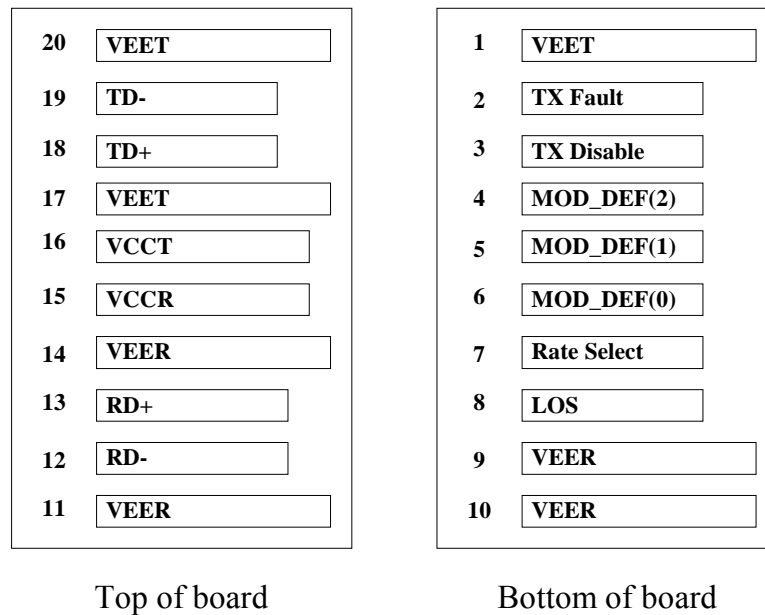 20 VEET
19 TD-
18 TD+
17 VEET
16 VCCT
15 VCCR
14 VEER
13 RD+
12 RD-
11 VEER
Top of board
1 VEET
2 TX Fault
3 TX Disable
4 MOD_DEF(2)
5 MOD_DEF(1)
6 MOD_DEF(0)
7 Rate Select
8 LOS
9 VEER
10 VEER
Bottom of board